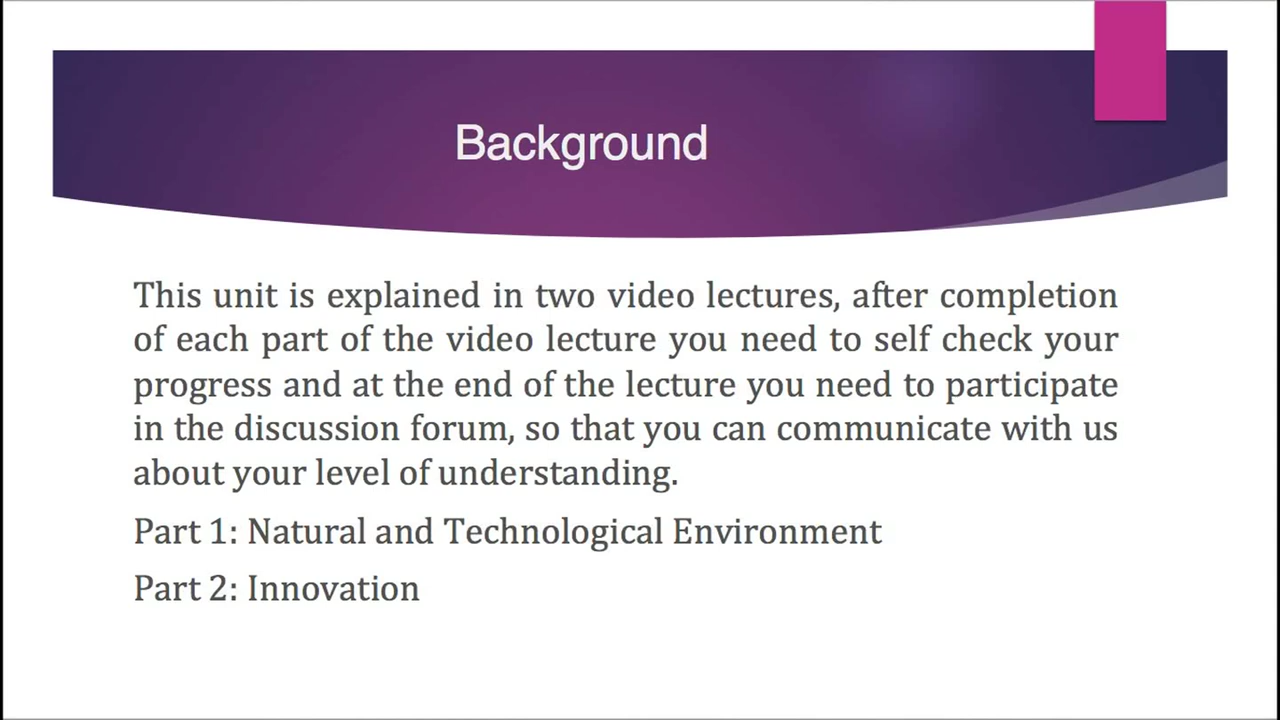 Background
This unit is explained in two video lectures, after completion
of each part of the video lecture you need to self check your
progress and at the end of the lecture you need to participate
in the discussion forum, so that you can communicate with us
about your level of understanding.
Part 1: Natural and Technological Environment
Part 2: Innovation